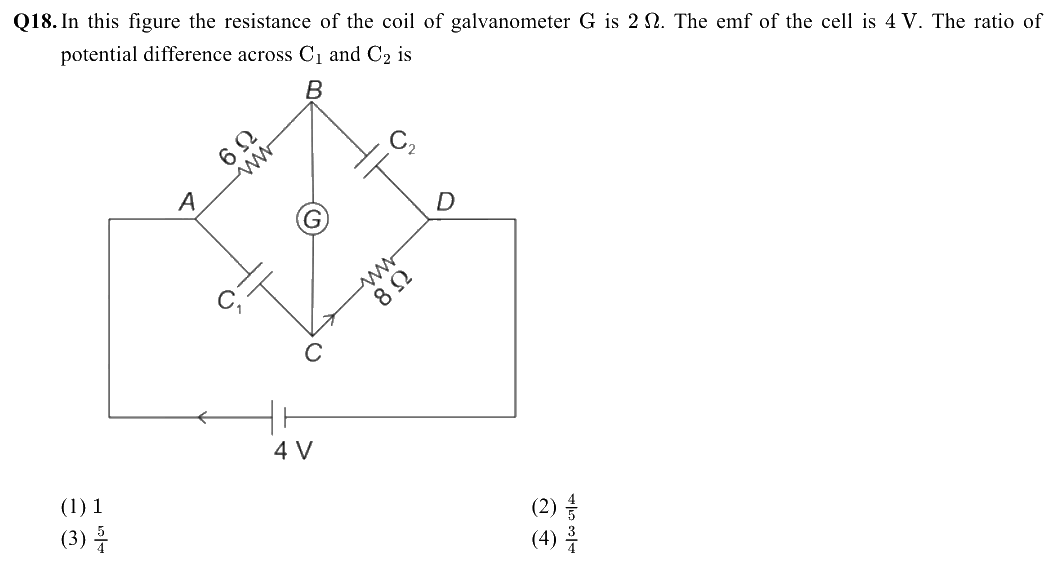 Q18. In this figure the resistance of the coil of galvanometer G is 2 Ω. The emf of the cell is 4 V. The ratio of
potential difference across C₁ and C₂ is
B
6 Ω
C₂
A
D
G
C₁
8 Ω
C
4 V
(1) 1
(2) 4/5
(3) 5/4
(4) 3/4